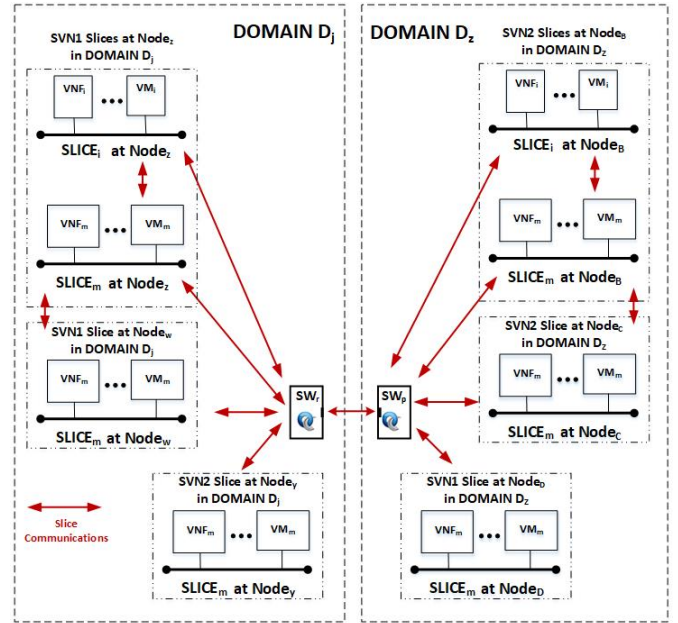 DOMAIN Dj
SVN1 Slices at Nodez
in DOMAIN Dj
VNFi
VMi
SLICEi at Nodez
VNFm
VMm
SLICEm at Nodez
SVN1 Slice at Nodew
in DOMAIN Dj
VNFm
VMm
SLICEm at Nodew
SWr
SVN2 Slice at NodeY
in DOMAIN Dj
VNFm
VMm
SLICEm at NodeY
Slice
Communications
DOMAIN Dz
SVN2 Slices at NodeB
in DOMAIN DZ
VNFi
VMi
SLICEi at NodeB
VNFm
VMm
SLICEm at NodeB
SVN2 Slice at NodeC
in DOMAIN DZ
VNFm
VMm
SLICEm at NodeC
SWp
SVN1 Slice at NodeD
in DOMAIN DZ
VNFm
VMm
SLICEm at NodeD